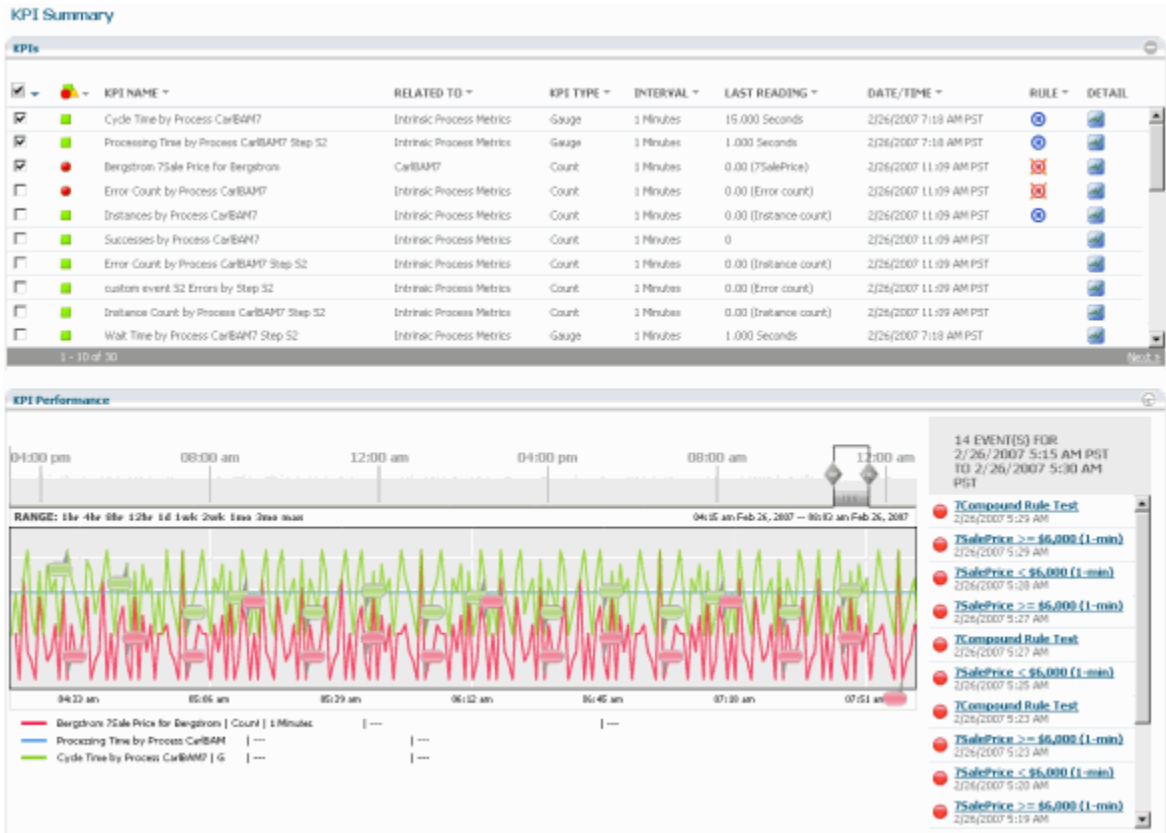 KPI Summary
KPIs
KPI NAME RELATED TO KPI TYPE INTERVAL LAST READING DATE/TIME RULE DETAIL
Cycle Time by Process CarlBAM7 Intrinsic Process Metrics Gauge 1 Minutes 15.000 Seconds 2/26/2007 7:18 AM PST
Processing Time by Process CarlBAM7 Step S2 Intrinsic Process Metrics Gauge 1 Minutes 1.000 Seconds 2/26/2007 7:18 AM PST
Bergstrom 7Sale Price for Bergstrom CarlBAM7 Count 1 Minutes 0.00 (7SalePrice) 2/26/2007 11:09 AM PST
Error Count by Process CarlBAM7 Intrinsic Process Metrics Count 1 Minutes 0.00 (Error count) 2/26/2007 11:09 AM PST
Instances by Process CarlBAM7 Intrinsic Process Metrics Count 1 Minutes 0.00 (Instance count) 2/26/2007 11:09 AM PST
Successes by Process CarlBAM7 Intrinsic Process Metrics Count 1 Minutes 0 2/26/2007 11:09 AM PST
Error Count by Process CarlBAM7 Step S2 Intrinsic Process Metrics Count 1 Minutes 0.00 (Instance count) 2/26/2007 11:09 AM PST
custom event S2 Errors by Step S2 Intrinsic Process Metrics Count 1 Minutes 0.00 (Error count) 2/26/2007 11:09 AM PST
Instance Count by Process CarlBAM7 Step S2 Intrinsic Process Metrics Count 1 Minutes 0.00 (Instance count) 2/26/2007 11:09 AM PST
Wait Time by Process CarlBAM7 Step S2 Intrinsic Process Metrics Gauge 1 Minutes 1.000 Seconds 2/26/2007 7:18 AM PST
1 - 10 of 30 Next »
KPI Performance
04:00 pm 08:00 am 12:00 am 04:00 pm 08:00 am 12:00 am
RANGE: 1hr 4hr 8hr 12hr 1d 1wk 2wk 1mo 3mo max 04:15 am Feb 26, 2007 -- 08:03 am Feb 26, 2007
04:33 am 05:06 am 05:39 am 06:12 am 06:45 am 07:18 am 07:51 am
Bergstrom 7Sale Price for Bergstrom | Count | 1 Minutes | --- | ---
Processing Time by Process CarlBAM | --- | ---
Cycle Time by Process CarlBAM7 | G | --- | ---
14 EVENT(S) FOR
2/26/2007 5:15 AM PST
TO 2/26/2007 5:30 AM
PST
7Compound Rule Test
2/26/2007 5:29 AM
7SalePrice >= $6,000 (1-min)
2/26/2007 5:29 AM
7SalePrice < $6,000 (1-min)
2/26/2007 5:28 AM
7SalePrice >= $6,000 (1-min)
2/26/2007 5:27 AM
7Compound Rule Test
2/26/2007 5:27 AM
7SalePrice < $6,000 (1-min)
2/26/2007 5:25 AM
7Compound Rule Test
2/26/2007 5:23 AM
7SalePrice >= $6,000 (1-min)
2/26/2007 5:23 AM
7SalePrice < $6,000 (1-min)
2/26/2007 5:20 AM
7SalePrice >= $6,000 (1-min)
2/26/2007 5:19 AM